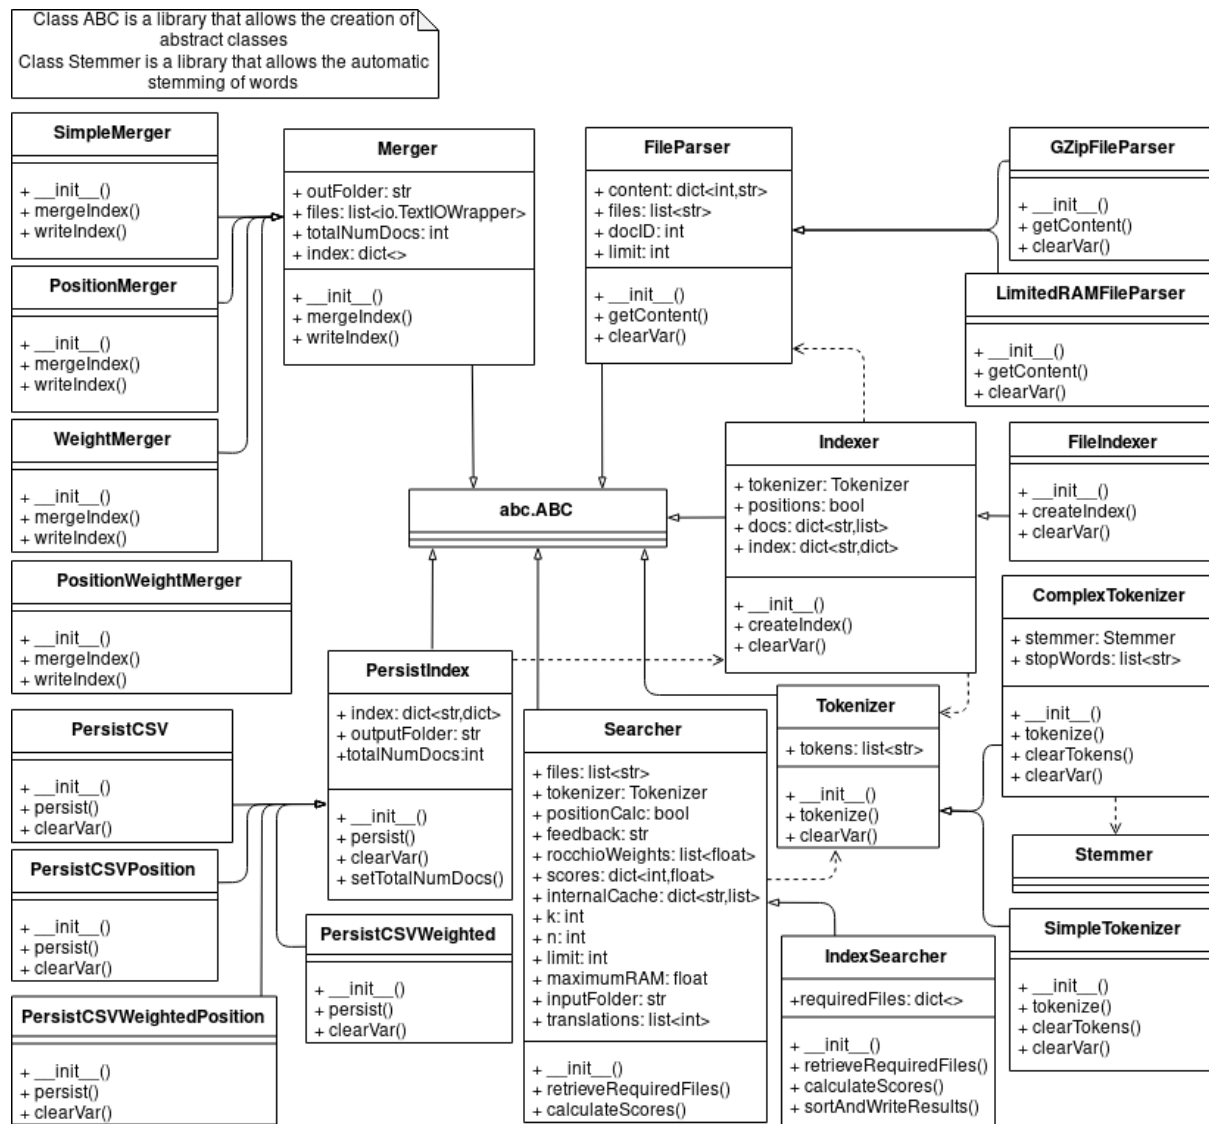 Class ABC is a library that allows the creation of
abstract classes
Class Stemmer is a library that allows the automatic
stemming of words
SimpleMerger
+ __init__()
+ mergeIndex()
+ writeIndex()
PositionMerger
+ __init__()
+ mergeIndex()
+ writeIndex()
WeightMerger
+ __init__()
+ mergeIndex()
+ writeIndex()
PositionWeightMerger
+ __init__()
+ mergeIndex()
+ writeIndex()
Merger
+ outFolder: str
+ files: list<io.TextIOWrapper>
+ totalNumDocs: int
+ index: dict<>
+ __init__()
+ mergeIndex()
+ writeIndex()
FileParser
+ content: dict<int,str>
+ files: list<str>
+ docID: int
+ limit: int
+ __init__()
+ getContent()
+ clearVar()
GZipFileParser
+ __init__()
+ getContent()
+ clearVar()
LimitedRAMFileParser
+ __init__()
+ getContent()
+ clearVar()
abc.ABC
Indexer
+ tokenizer: Tokenizer
+ positions: bool
+ docs: dict<str,list>
+ index: dict<str,dict>
+ __init__()
+ createIndex()
+ clearVar()
FileIndexer
+ __init__()
+ createIndex()
+ clearVar()
PersistCSV
+ __init__()
+ persist()
+ clearVar()
PersistCSVPosition
+ __init__()
+ persist()
+ clearVar()
PersistCSVWeightedPosition
+ __init__()
+ persist()
+ clearVar()
PersistIndex
+ index: dict<str,dict>
+ outputFolder: str
+totalNumDocs:int
+ __init__()
+ persist()
+ clearVar()
+ setTotalNumDocs()
PersistCSVWeighted
+ __init__()
+ persist()
+ clearVar()
Searcher
+ files: list<str>
+ tokenizer: Tokenizer
+ positionCalc: bool
+ feedback: str
+ rocchioWeights: list<float>
+ scores: dict<int,float>
+ internalCache: dict<str,list>
+ k: int
+ n: int
+ limit: int
+ maximumRAM: float
+ inputFolder: str
+ translations: list<int>
+ __init__()
+ retrieveRequiredFiles()
+ calculateScores()
Tokenizer
+ tokens: list<str>
+ __init__()
+ tokenize()
+ clearVar()
IndexSearcher
+requiredFiles: dict<>
+ __init__()
+ retrieveRequiredFiles()
+ calculateScores()
+ sortAndWriteResults()
ComplexTokenizer
+ stemmer: Stemmer
+ stopWords: list<str>
+ __init__()
+ tokenize()
+ clearTokens()
+ clearVar()
Stemmer
SimpleTokenizer
+ __init__()
+ tokenize()
+ clearTokens()
+ clearVar()